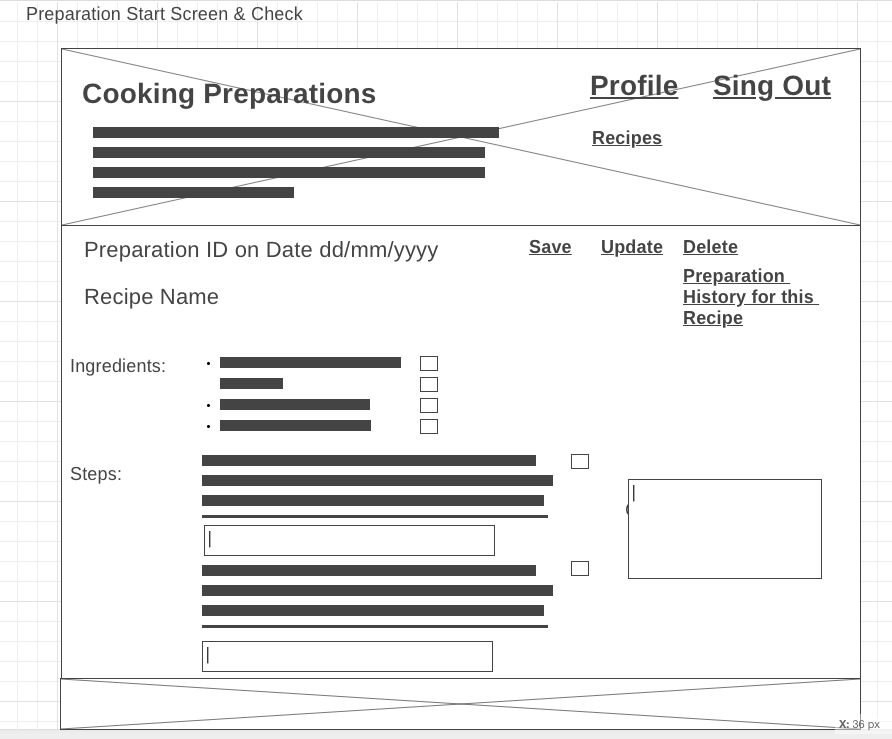 Preparation Start Screen & Check
Cooking Preparations
Profile
Sing Out
Recipes
Preparation ID on Date dd/mm/yyyy
Save
Update
Delete
Preparation
History for this
Recipe
Recipe Name
Ingredients:
Steps:
X: 36 px